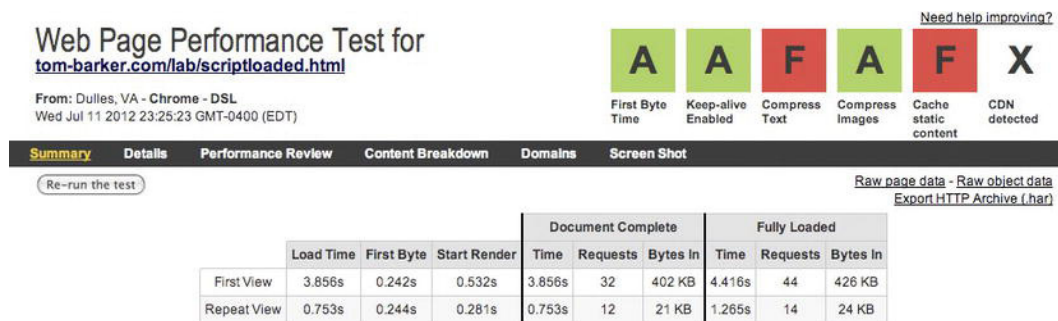 Need help improving?
Web Page Performance Test for
tom-barker.com/lab/scriptloaded.html
From: Dulles, VA - Chrome - DSL
Wed Jul 11 2012 23:25:23 GMT-0400 (EDT)
A A F A F X
First Byte Time Keep-alive Enabled Compress Text Compress Images Cache static content CDN detected
Summary Details Performance Review Content Breakdown Domains Screen Shot
Re-run the test
Raw page data - Raw object data
Export HTTP Archive (.har)
Document Complete Fully Loaded
Load Time First Byte Start Render Time Requests Bytes In Time Requests Bytes In
First View 3.856s 0.242s 0.532s 3.856s 32 402 KB 4.416s 44 426 KB
Repeat View 0.753s 0.244s 0.281s 0.753s 12 21 KB 1.265s 14 24 KB